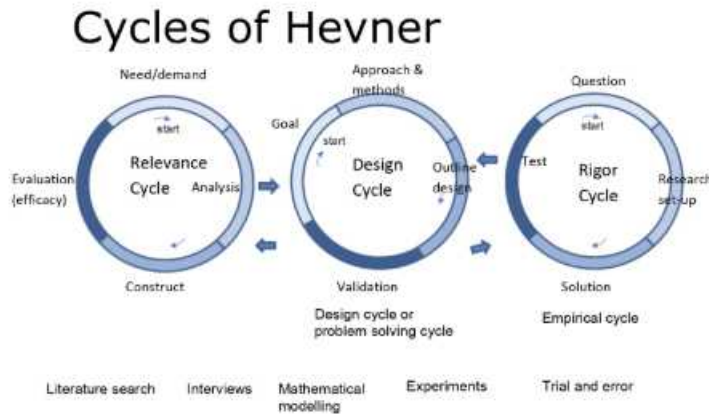 Cycles of Hevner
Need/demand
start
Relevance
Cycle
Analysis
Evaluation
(efficacy)
Construct
Approach &
methods
Goal
start
Design
Cycle
Outline
design
Validation
Design cycle or
problem solving cycle
Question
start
Test
Rigor
Cycle
Research
set-up
Solution
Empirical cycle
Literature search
Interviews
Mathematical
modelling
Experiments
Trial and error